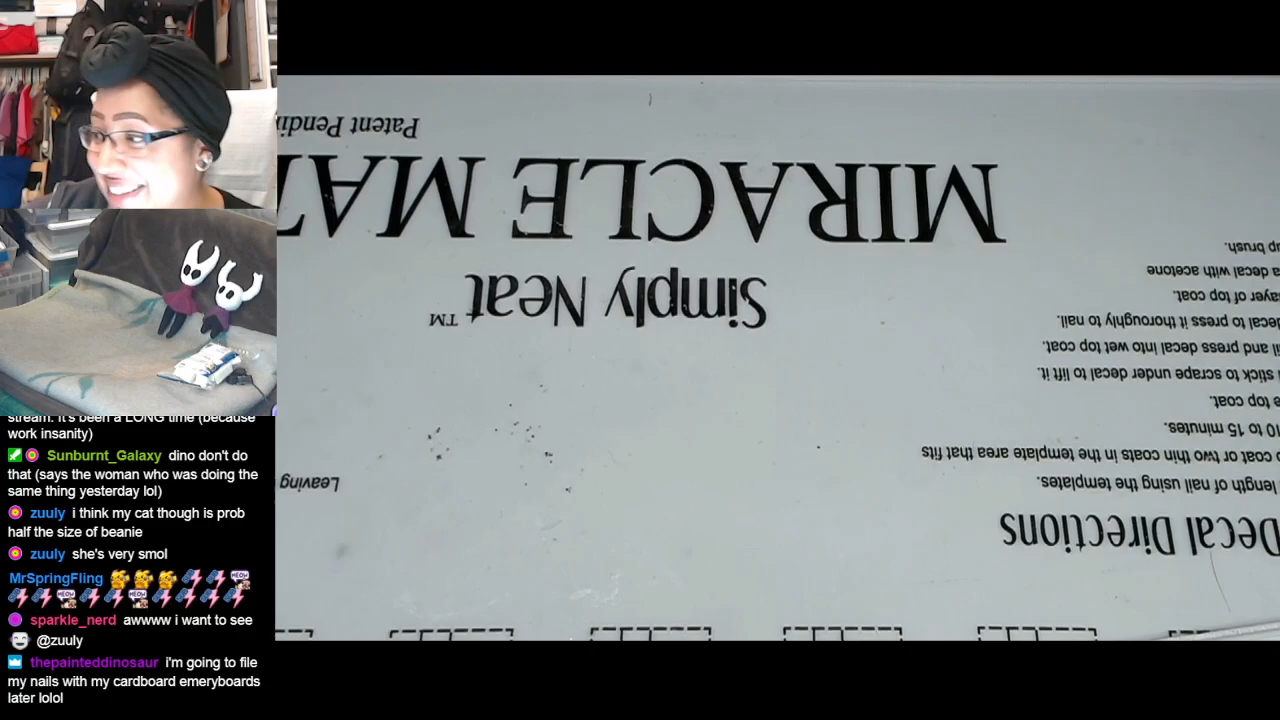 stream. It's been a LONG time (because
work insanity)
Sunburnt_Galaxy dino don't do
that (says the woman who was doing the
same thing yesterday lol)
zuuly i think my cat though is prob
half the size of beanie
zuuly she's very smol
MrSpringFling
MEOW
MEOW
MEOW
sparkle_nerd awwww i want to see
@zuuly
thepainteddinosaur i'm going to file
my nails with my cardboard emeryboards
later lolol
Decal Directions
length of nail using the templates.
coat or two thin coats in the template area that fits
10 to 15 minutes.
top coat.
stick to scrape under decal to lift it.
and press decal into wet top coat.
decal to press it thoroughly to nail.
layer of top coat.
a decal with acetone
up brush.
Leaving
Simply Neat™
MIRACLE MAT
Patent Pendin